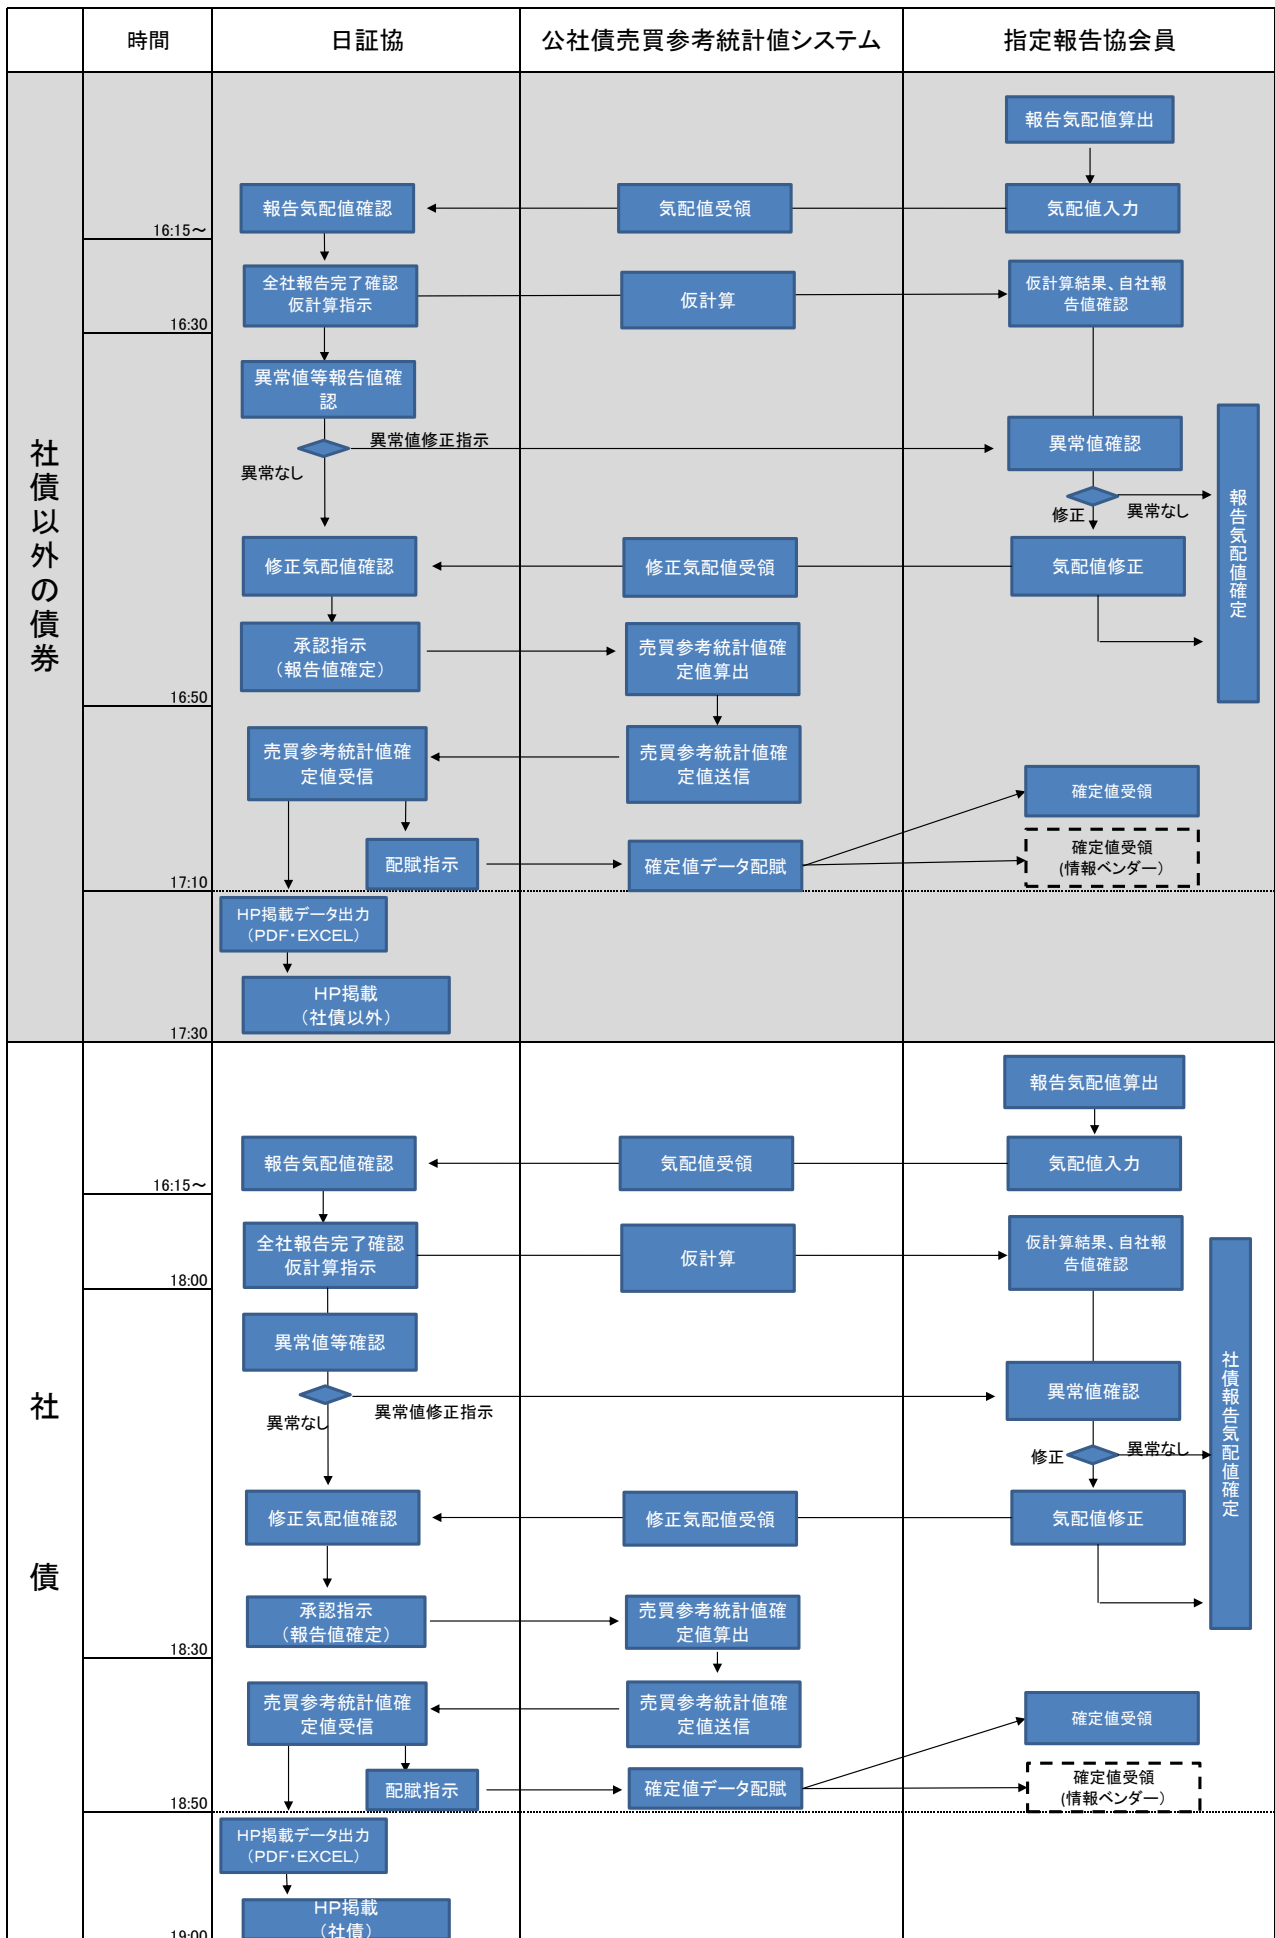 時間
日証協
公社債売買参考統計値システム
指定報告協会員
社債以外の債券
報告気配値算出
報告気配値確認
気配値受領
気配値入力
16:15～
全社報告完了確認
仮計算指示
仮計算
仮計算結果、自社報
告値確認
16:30
異常値等報告値確
認
異常値修正指示
異常なし
異常値確認
修正
異常なし
報告気配値確定
修正気配値確認
修正気配値受領
気配値修正
承認指示
（報告値確定）
売買参考統計値確
定値算出
16:50
売買参考統計値確
定値受信
売買参考統計値確
定値送信
確定値受領
配賦指示
確定値データ配賦
確定値受領
(情報ベンダー）
17:10
HP掲載データ出力
（PDF・EXCEL）
HP掲載
（社債以外）
17:30
社債
報告気配値算出
報告気配値確認
気配値受領
気配値入力
16:15～
全社報告完了確認
仮計算指示
仮計算
仮計算結果、自社報
告値確認
18:00
異常値等確認
異常なし
異常値修正指示
異常値確認
修正
異常なし
社債報告気配値確定
修正気配値確認
修正気配値受領
気配値修正
承認指示
（報告値確定）
売買参考統計値確
定値算出
18:30
売買参考統計値確
定値受信
売買参考統計値確
定値送信
確定値受領
配賦指示
確定値データ配賦
確定値受領
(情報ベンダー）
18:50
HP掲載データ出力
（PDF・EXCEL）
HP掲載
（社債）
19:00